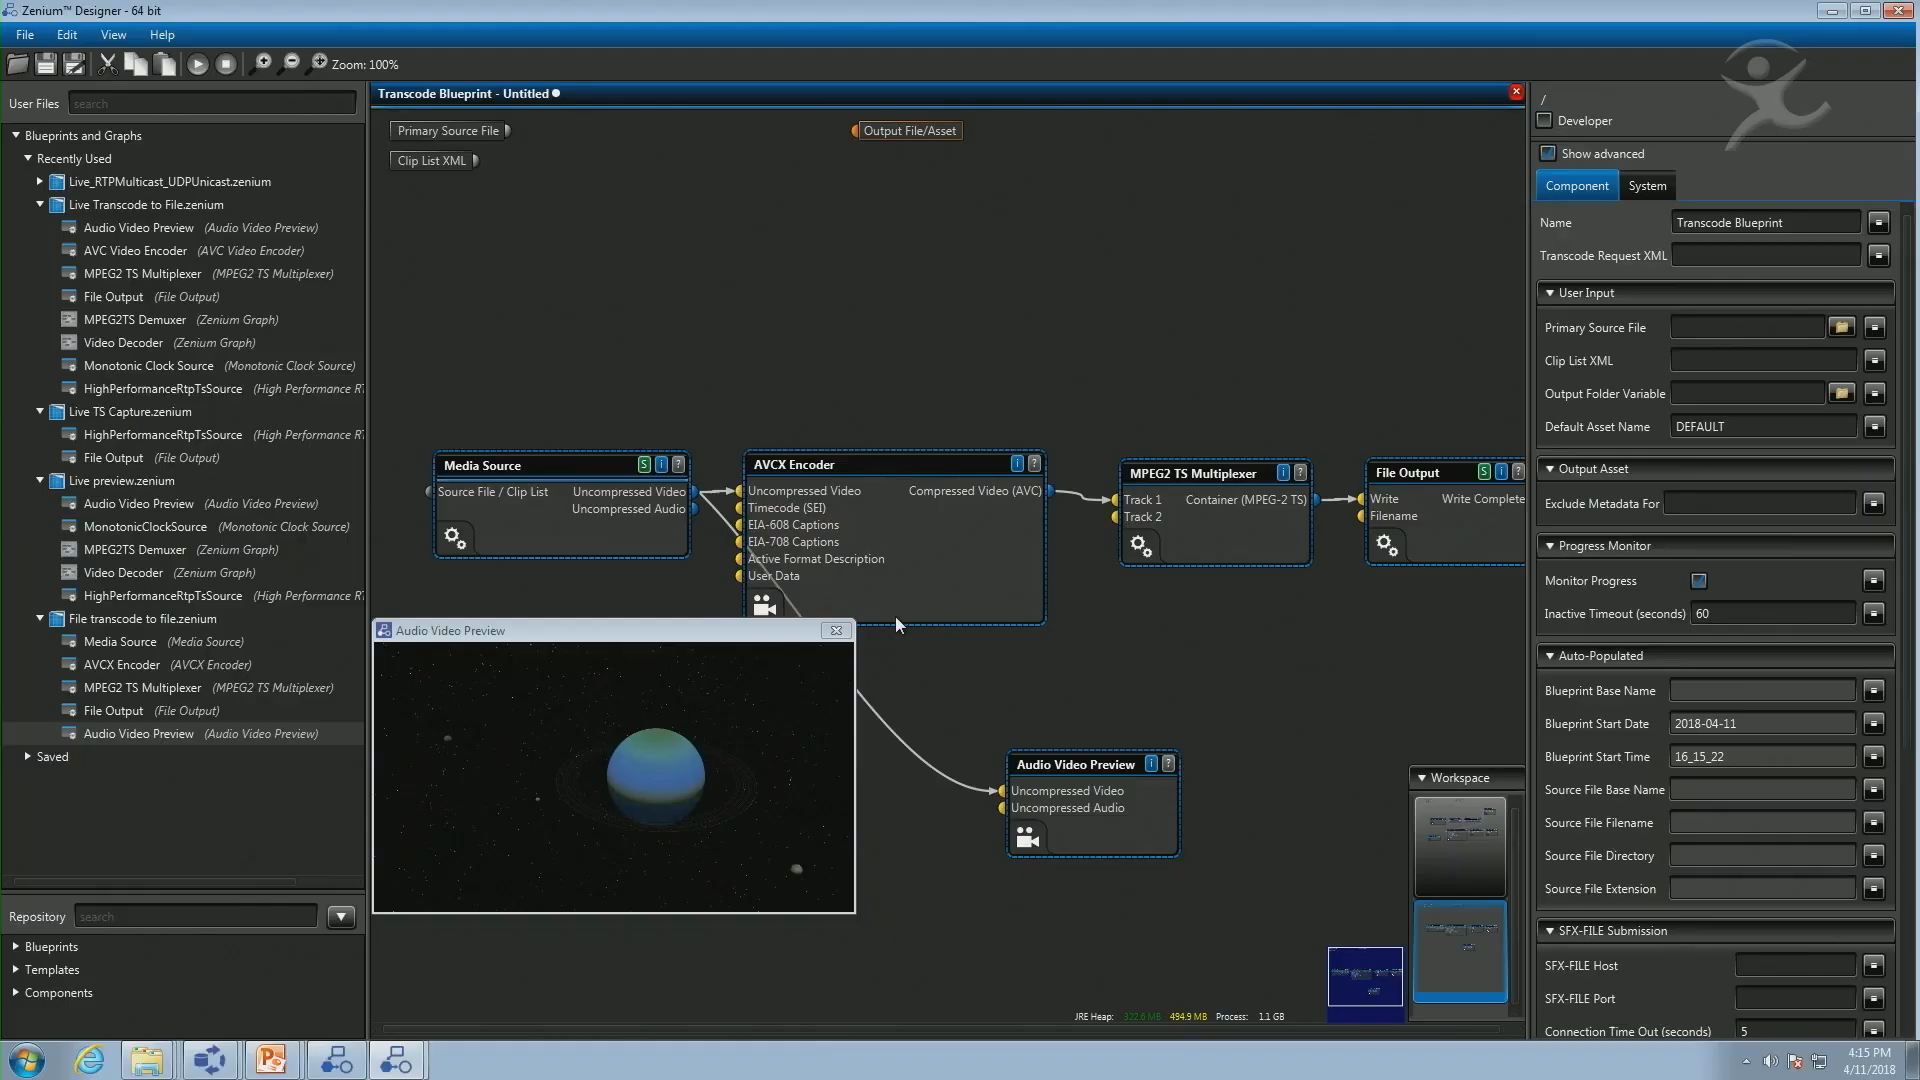 Zenium™ Designer - 64 bit
File Edit View Help
Zoom: 100%
User Files search
Blueprints and Graphs
Recently Used
Live_RTPMulticast_UDPUnicast.zenium
Live Transcode to File.zenium
Audio Video Preview (Audio Video Preview)
AVC Video Encoder (AVC Video Encoder)
MPEG2 TS Multiplexer (MPEG2 TS Multiplexer)
File Output (File Output)
MPEG2TS Demuxer (Zenium Graph)
Video Decoder (Zenium Graph)
Monotonic Clock Source (Monotonic Clock Source)
HighPerformanceRtpTsSource (High Performance RT
Live TS Capture.zenium
HighPerformanceRtpTsSource (High Performance RT
File Output (File Output)
Live preview.zenium
Audio Video Preview (Audio Video Preview)
MonotonicClockSource (Monotonic Clock Source)
MPEG2TS Demuxer (Zenium Graph)
Video Decoder (Zenium Graph)
HighPerformanceRtpTsSource (High Performance RT
File transcode to file.zenium
Media Source (Media Source)
AVCX Encoder (AVCX Encoder)
MPEG2 TS Multiplexer (MPEG2 TS Multiplexer)
File Output (File Output)
Audio Video Preview (Audio Video Preview)
Saved
Repository search
Blueprints
Templates
Components
Transcode Blueprint - Untitled
Primary Source File
Output File/Asset
Clip List XML
Media Source S i ?
Source File / Clip List Uncompressed Video
Uncompressed Audio
AVCX Encoder i ?
Uncompressed Video Compressed Video (AVC)
Timecode (SEI)
EIA-608 Captions
EIA-708 Captions
Active Format Description
User Data
MPEG2 TS Multiplexer i ?
Track 1 Container (MPEG-2 TS)
Track 2
File Output S i ?
Write Write Complete
Filename
Audio Video Preview
Audio Video Preview i ?
Uncompressed Video
Uncompressed Audio
Workspace
JRE Heap: 322.6 MB 494.9 MB Process: 1.1 GB
/
Developer
Show advanced
Component System
Name Transcode Blueprint
Transcode Request XML
User Input
Primary Source File
Clip List XML
Output Folder Variable
Default Asset Name DEFAULT
Output Asset
Exclude Metadata For
Progress Monitor
Monitor Progress
Inactive Timeout (seconds) 60
Auto-Populated
Blueprint Base Name
Blueprint Start Date 2018-04-11
Blueprint Start Time 16_15_22
Source File Base Name
Source File Filename
Source File Directory
Source File Extension
SFX-FILE Submission
SFX-FILE Host
SFX-FILE Port
Connection Time Out (seconds) 5
4:15 PM
4/11/2018